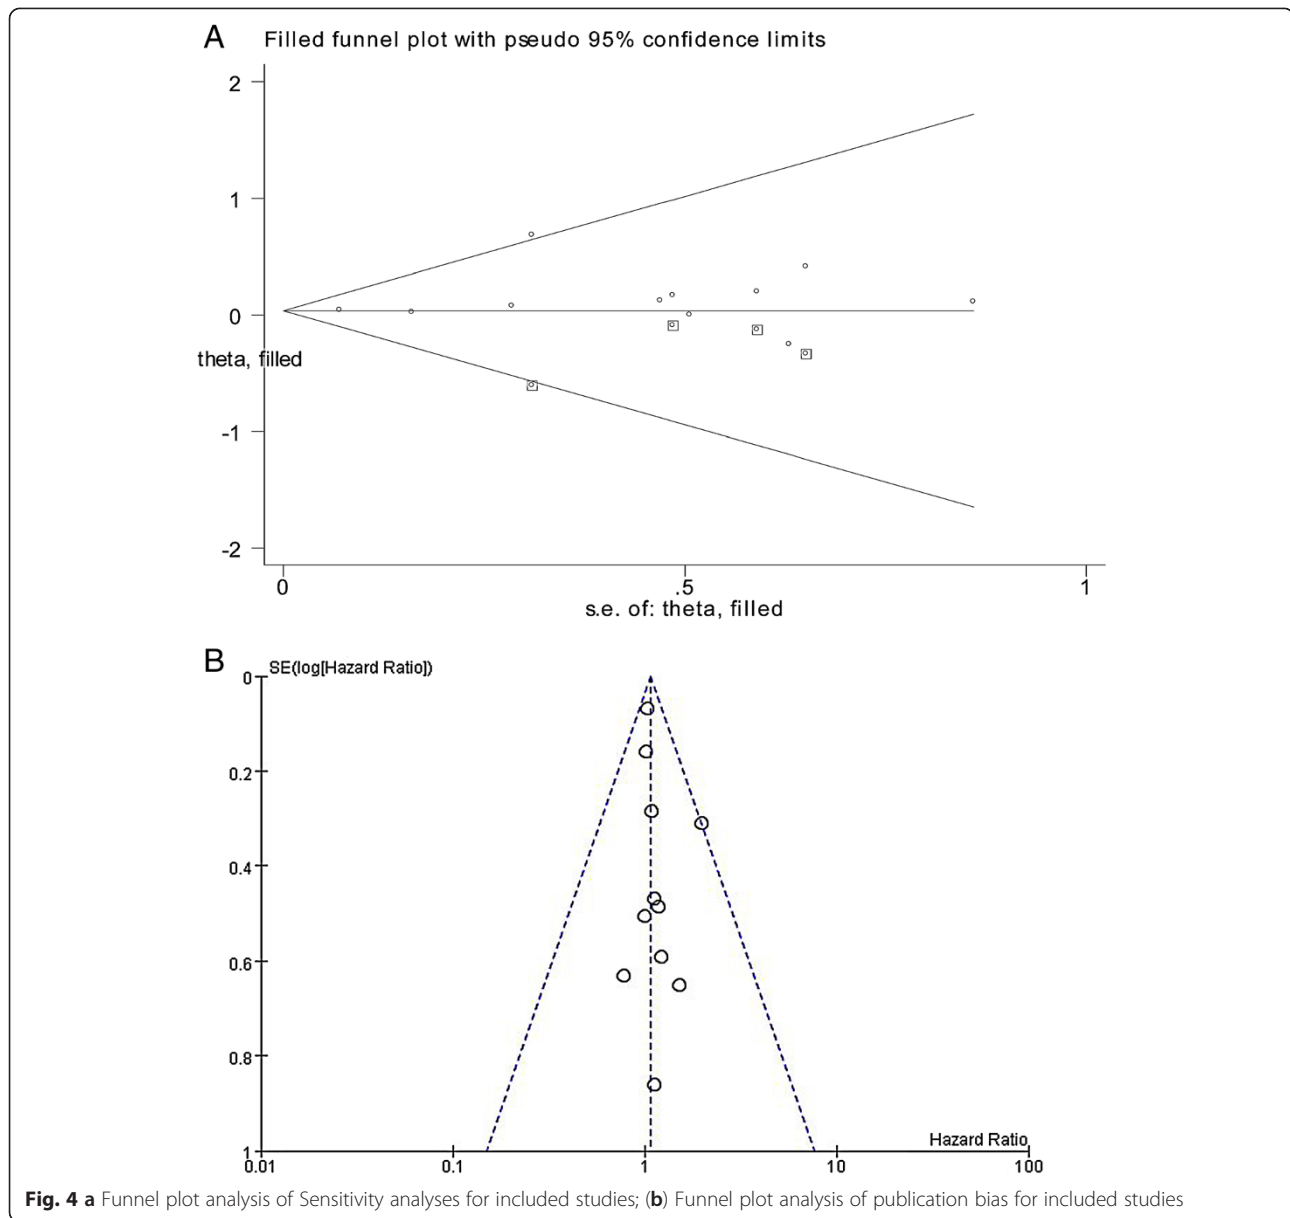 A Filled funnel plot with pseudo 95% confidence limits
2
1
0
theta, filled
-1
-2
0 .5 1
s.e. of: theta, filled
B SE(log[Hazard Ratio])
0
0.2
0.4
0.6
0.8
1
Hazard Ratio
0.01 0.1 1 10 100
Fig. 4 a Funnel plot analysis of Sensitivity analyses for included studies; (b) Funnel plot analysis of publication bias for included studies